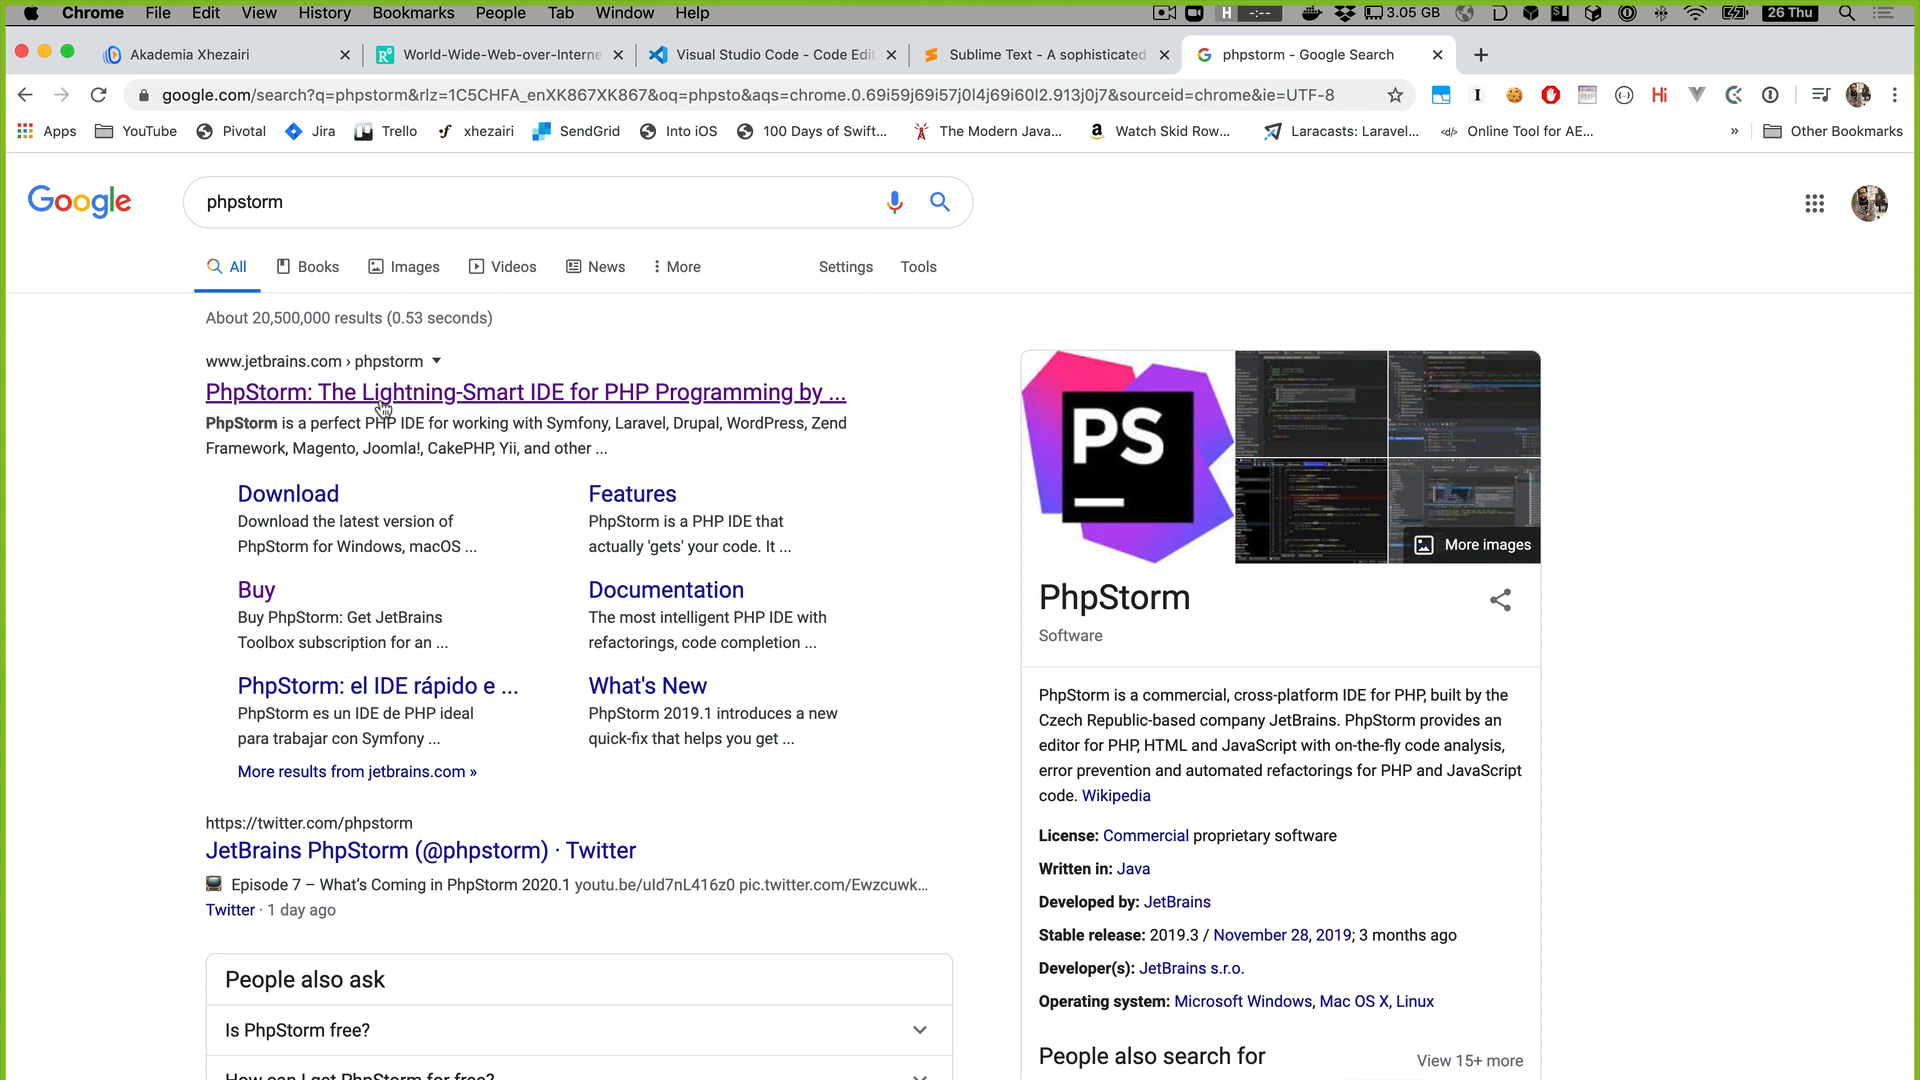 Chrome File Edit View History Bookmarks People Tab Window Help
H -:-- 3.05 GB 26 Thu
Akademia Xhezairi
World-Wide-Web-over-Interne
Visual Studio Code - Code Edit
Sublime Text - A sophisticated
phpstorm - Google Search
google.com/search?q=phpstorm&rlz=1C5CHFA_enXK867XK867&oq=phpsto&aqs=chrome.0.69i59j69i57j0l4j69i60l2.913j0j7&sourceid=chrome&ie=UTF-8
Apps YouTube Pivotal Jira Trello xhezairi SendGrid Into iOS 100 Days of Swift... The Modern Java... Watch Skid Row... Laracasts: Laravel... Online Tool for AE... » Other Bookmarks
Google
phpstorm
All Books Images Videos News More Settings Tools
About 20,500,000 results (0.53 seconds)
www.jetbrains.com › phpstorm
PhpStorm: The Lightning-Smart IDE for PHP Programming by ...
PhpStorm is a perfect PHP IDE for working with Symfony, Laravel, Drupal, WordPress, Zend
Framework, Magento, Joomla!, CakePHP, Yii, and other ...
Download
Download the latest version of
PhpStorm for Windows, macOS ...
Features
PhpStorm is a PHP IDE that
actually 'gets' your code. It ...
Buy
Buy PhpStorm: Get JetBrains
Toolbox subscription for an ...
Documentation
The most intelligent PHP IDE with
refactorings, code completion ...
PhpStorm: el IDE rápido e ...
PhpStorm es un IDE de PHP ideal
para trabajar con Symfony ...
What's New
PhpStorm 2019.1 introduces a new
quick-fix that helps you get ...
More results from jetbrains.com »
https://twitter.com/phpstorm
JetBrains PhpStorm (@phpstorm) · Twitter
Episode 7 – What's Coming in PhpStorm 2020.1 youtu.be/uId7nL416z0 pic.twitter.com/Ewzcuwk...
Twitter · 1 day ago
People also ask
Is PhpStorm free?
How can I get PhpStorm for free?
PS
More images
PhpStorm
Software
PhpStorm is a commercial, cross-platform IDE for PHP, built by the
Czech Republic-based company JetBrains. PhpStorm provides an
editor for PHP, HTML and JavaScript with on-the-fly code analysis,
error prevention and automated refactorings for PHP and JavaScript
code. Wikipedia
License: Commercial proprietary software
Written in: Java
Developed by: JetBrains
Stable release: 2019.3 / November 28, 2019; 3 months ago
Developer(s): JetBrains s.r.o.
Operating system: Microsoft Windows, Mac OS X, Linux
People also search for
View 15+ more